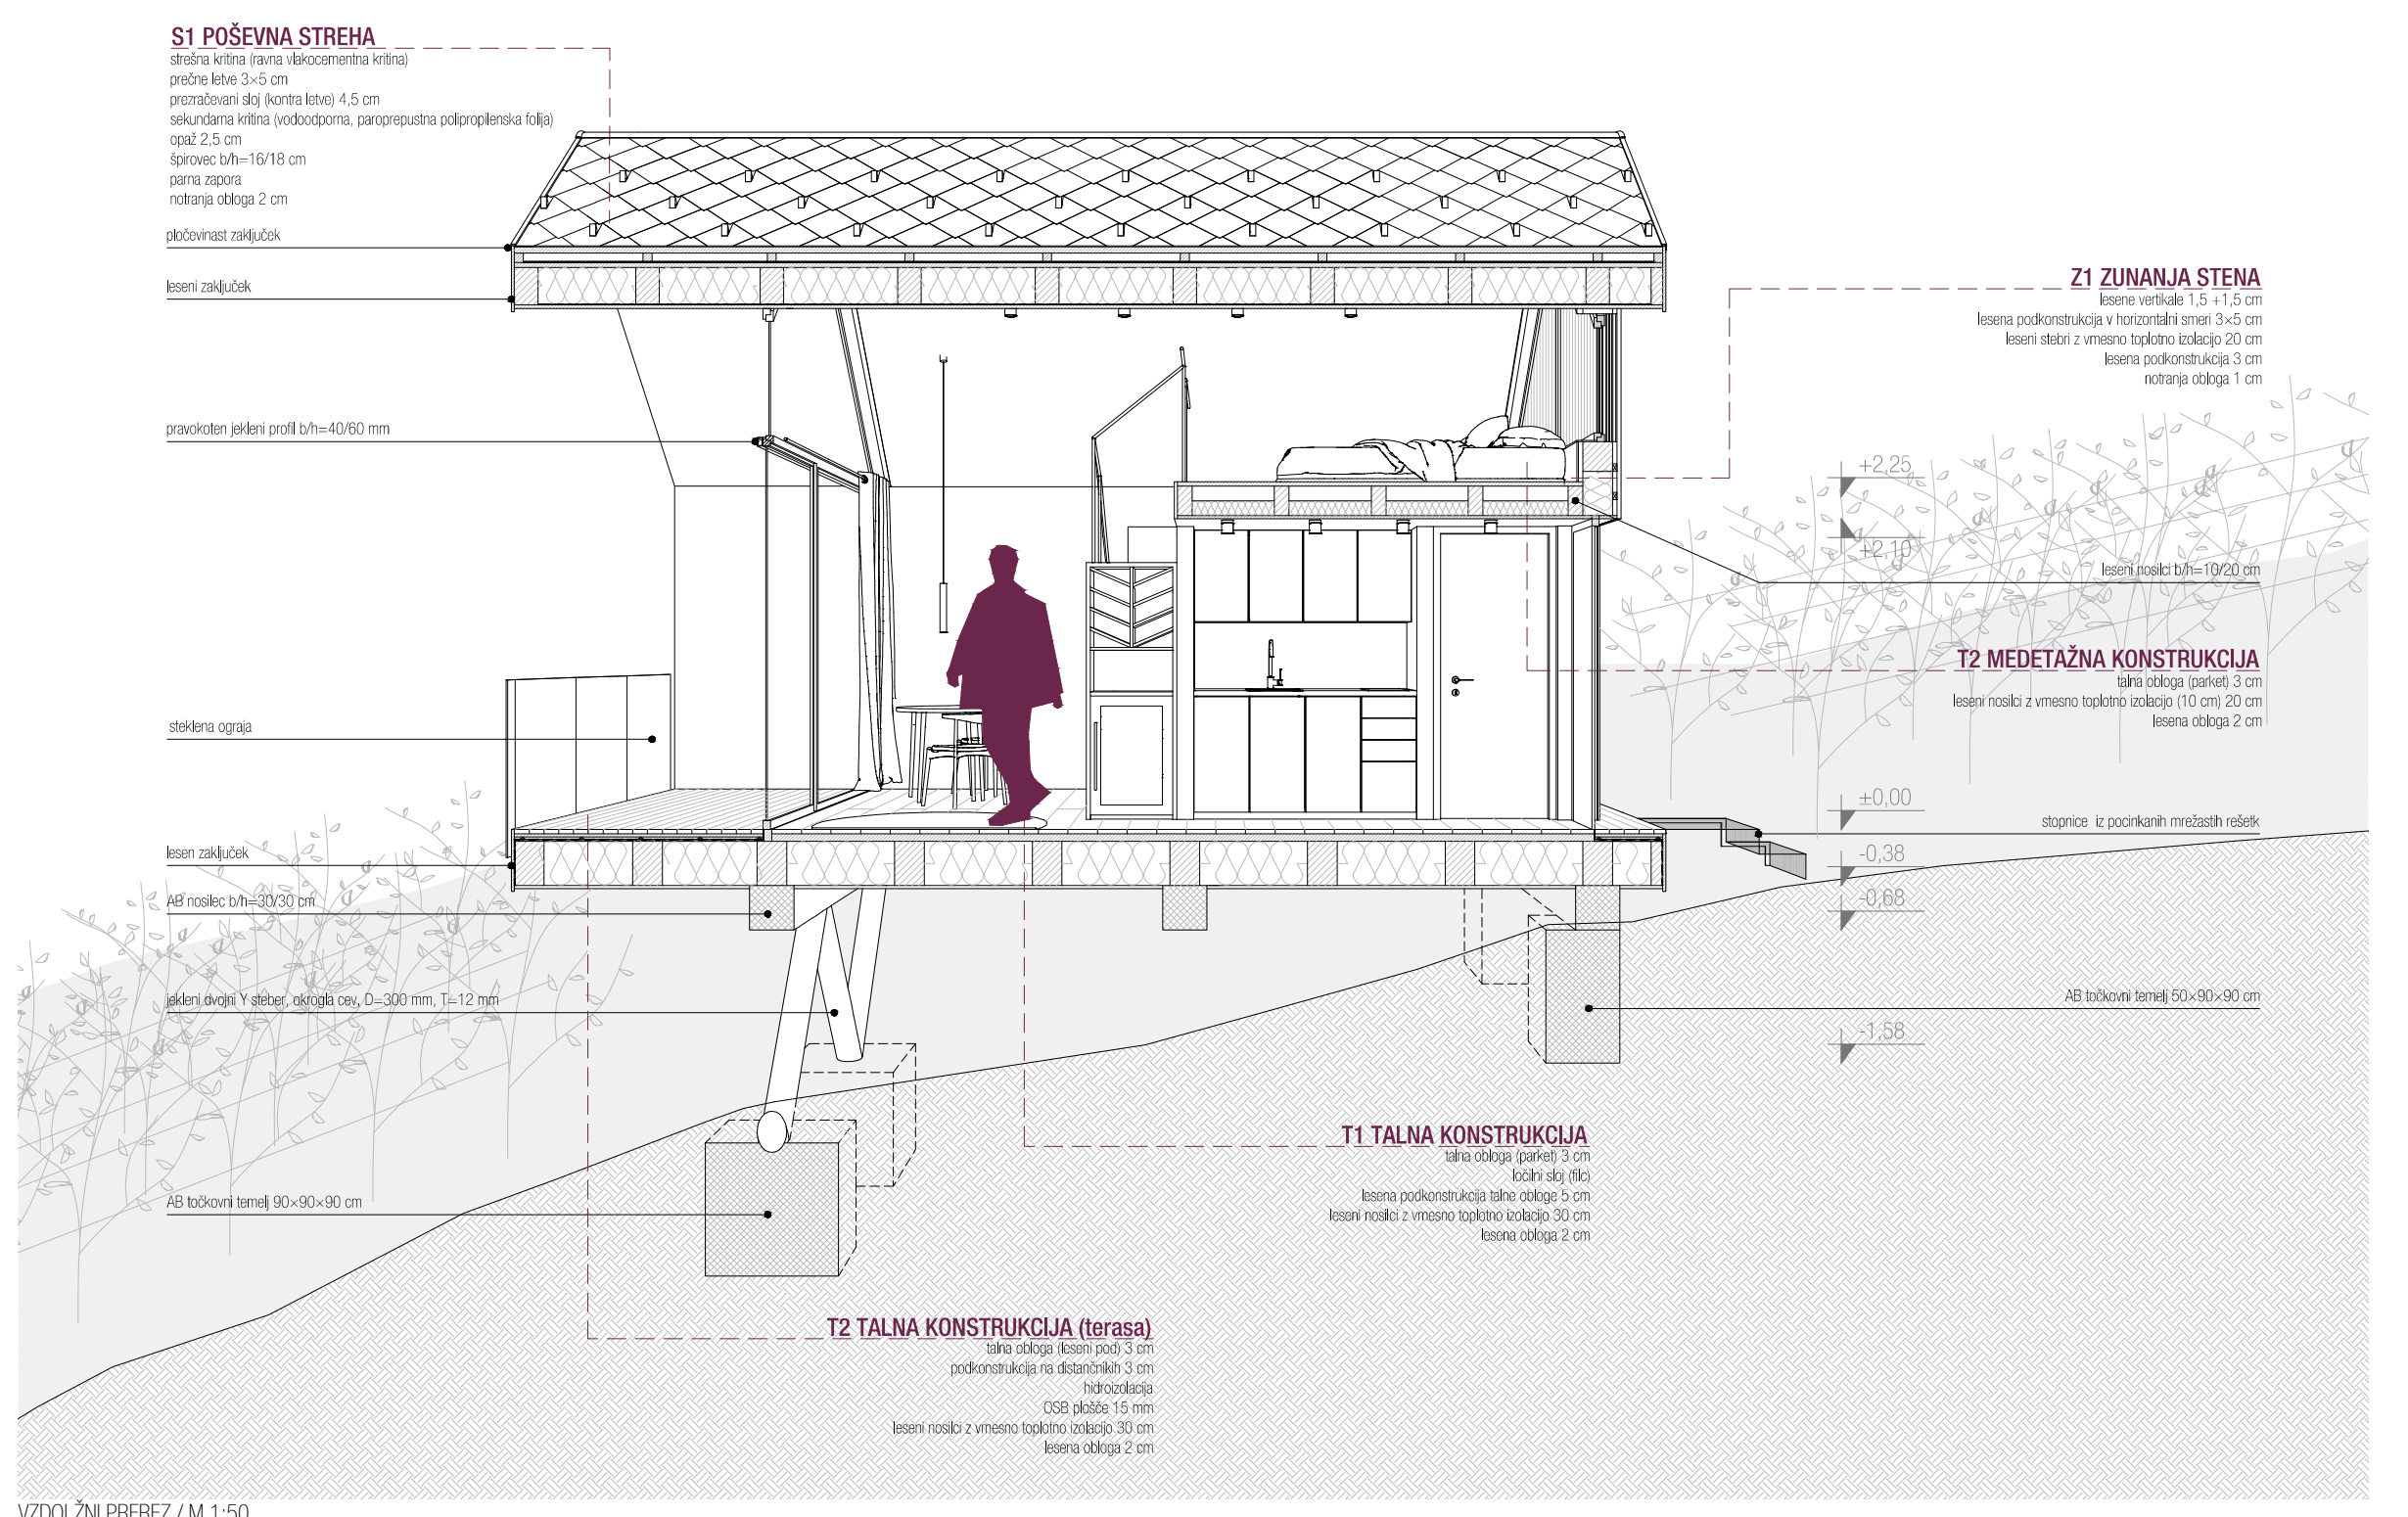 S1 POŠEVNA STREHA
strešna kritina (ravna vlakocementna kritina)
prečne letve 3×5 cm
prezračevani sloj (kontra letve) 4,5 cm
sekundarna kritina (vodoodporna, paroprepustna polipropilenska folija)
opaž 2,5 cm
špirovec b/h=16/18 cm
parna zapora
notranja obloga 2 cm
pločevinast zaključek
leseni zaključek
pravokoten jekleni profil b/h=40/60 mm
steklena ograja
lesen zaključek
AB nosilec b/h=30/30 cm
jekleni dvojni Y steber, okrogla cev, D=300 mm, T=12 mm
AB točkovni temelj 90×90×90 cm
Z1 ZUNANJA STENA
lesene vertikale 1,5 +1,5 cm
lesena podkonstrukcija v horizontalni smeri 3×5 cm
leseni stebri z vmesno toplotno izolacijo 20 cm
lesena podkonstrukcija 3 cm
notranja obloga 1 cm
+2,25
+2,10
leseni nosilci b/h=10/20 cm
T2 MEDETAŽNA KONSTRUKCIJA
talna obloga (parket) 3 cm
leseni nosilci z vmesno toplotno izolacijo (10 cm) 20 cm
lesena obloga 2 cm
±0,00
stopnice iz pocinkanih mrežastih rešetk
-0,38
-0,68
AB točkovni temelj 50×90×90 cm
-1,58
T1 TALNA KONSTRUKCIJA
talna obloga (parket) 3 cm
ločilni sloj (filc)
lesena podkonstrukcija talne obloge 5 cm
leseni nosilci z vmesno toplotno izolacijo 30 cm
lesena obloga 2 cm
T2 TALNA KONSTRUKCIJA (terasa)
talna obloga (leseni pod) 3 cm
podkonstrukcija na distančnikih 3 cm
hidroizolacija
OSB plošče 15 mm
leseni nosilci z vmesno toplotno izolacijo 30 cm
lesena obloga 2 cm
VZDOLŽNI PREREZ / M 1:50